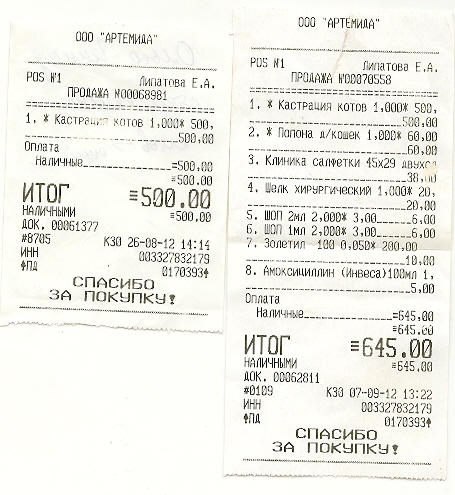 ООО "АРТЕМИДА"
POS №1 Липатова Е.А.
ПРОДАЖА №00068981
1. * Кастрация котов 1,000* 500,
500,00
Оплата
Наличные =500,00
=500,00
ИТОГ =500.00
НАЛИЧНЫМИ =500,00
ДОК. 00061377
#8705 К30 26-08-12 14:14
ИНН 003327832179
ФПД 0170393
СПАСИБО
ЗА ПОКУПКУ!
ООО "АРТЕМИДА"
POS №1 Липатова Е.А.
ПРОДАЖА №00070558
1. * Кастрация котов 1,000* 500,
500,00
2. * Попона д/кошек 1,000* 60,00
60,00
3. Клиника салфетки 45х29 двухсл
38,00
4. Шелк хирургический 1,000* 20,
20,00
5. ШОП 2мл 2,000* 3,00 6,00
6. ШОП 1мл 2,000* 3,00 6,00
7. Золетил 100 0,050* 200,00
10,00
8. Амоксициллин (Инвеса)100мл 1,
5,00
Оплата
Наличные =645,00
=645,00
ИТОГ =645.00
НАЛИЧНЫМИ =645,00
ДОК. 00062811
#0109 К30 07-09-12 13:22
ИНН 003327832179
ФПД 0170393
СПАСИБО
ЗА ПОКУПКУ!